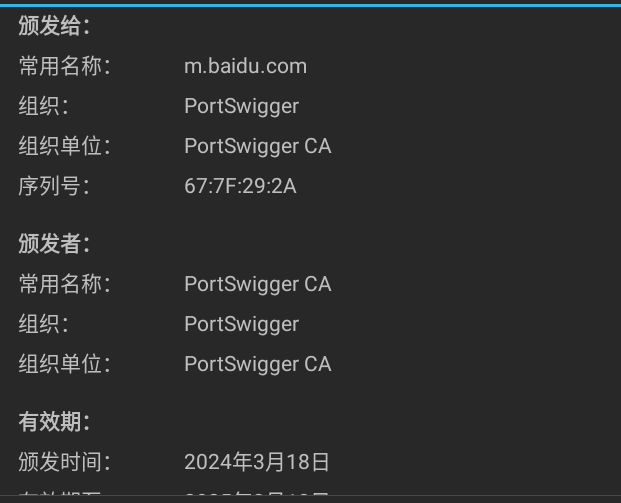 颁发给：
常用名称： m.baidu.com
组织： PortSwigger
组织单位： PortSwigger CA
序列号： 67:7F:29:2A
颁发者：
常用名称： PortSwigger CA
组织： PortSwigger
组织单位： PortSwigger CA
有效期：
颁发时间： 2024年3月18日